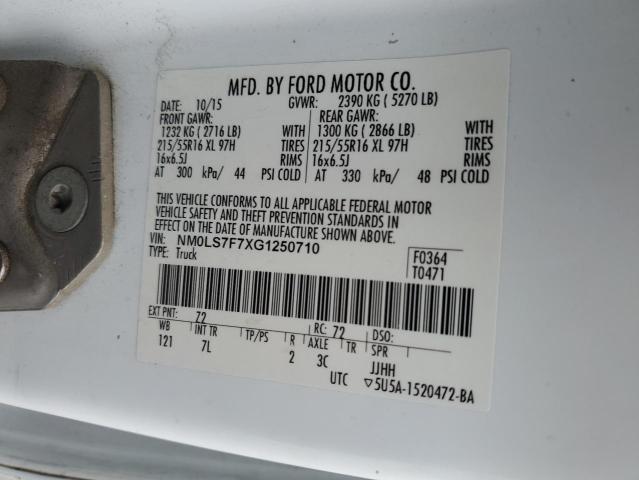 MFD. BY FORD MOTOR CO.
DATE: 10/15 GVWR: 2390 KG ( 5270 LB)
FRONT GAWR: REAR GAWR:
1232 KG ( 2716 LB) WITH 1300 KG ( 2866 LB) WITH
215/55R16 XL 97H TIRES 215/55R16 XL 97H TIRES
16x6.5J RIMS 16x6.5J RIMS
AT 300 kPa/ 44 PSI COLD AT 330 kPa/ 48 PSI COLD
THIS VEHICLE CONFORMS TO ALL APPLICABLE FEDERAL MOTOR
VEHICLE SAFETY AND THEFT PREVENTION STANDARDS IN
EFFECT ON THE DATE OF MANUFACTURE SHOWN ABOVE.
VIN: NM0LS7F7XG1250710
TYPE: Truck
F0364
T0471
EXT PNT: Z2 RC: 72 DSO:
WB INT TR TP/PS R AXLE TR SPR
121 7L 2 3C JJHH
UTC ▽5U5A-1520472-BA